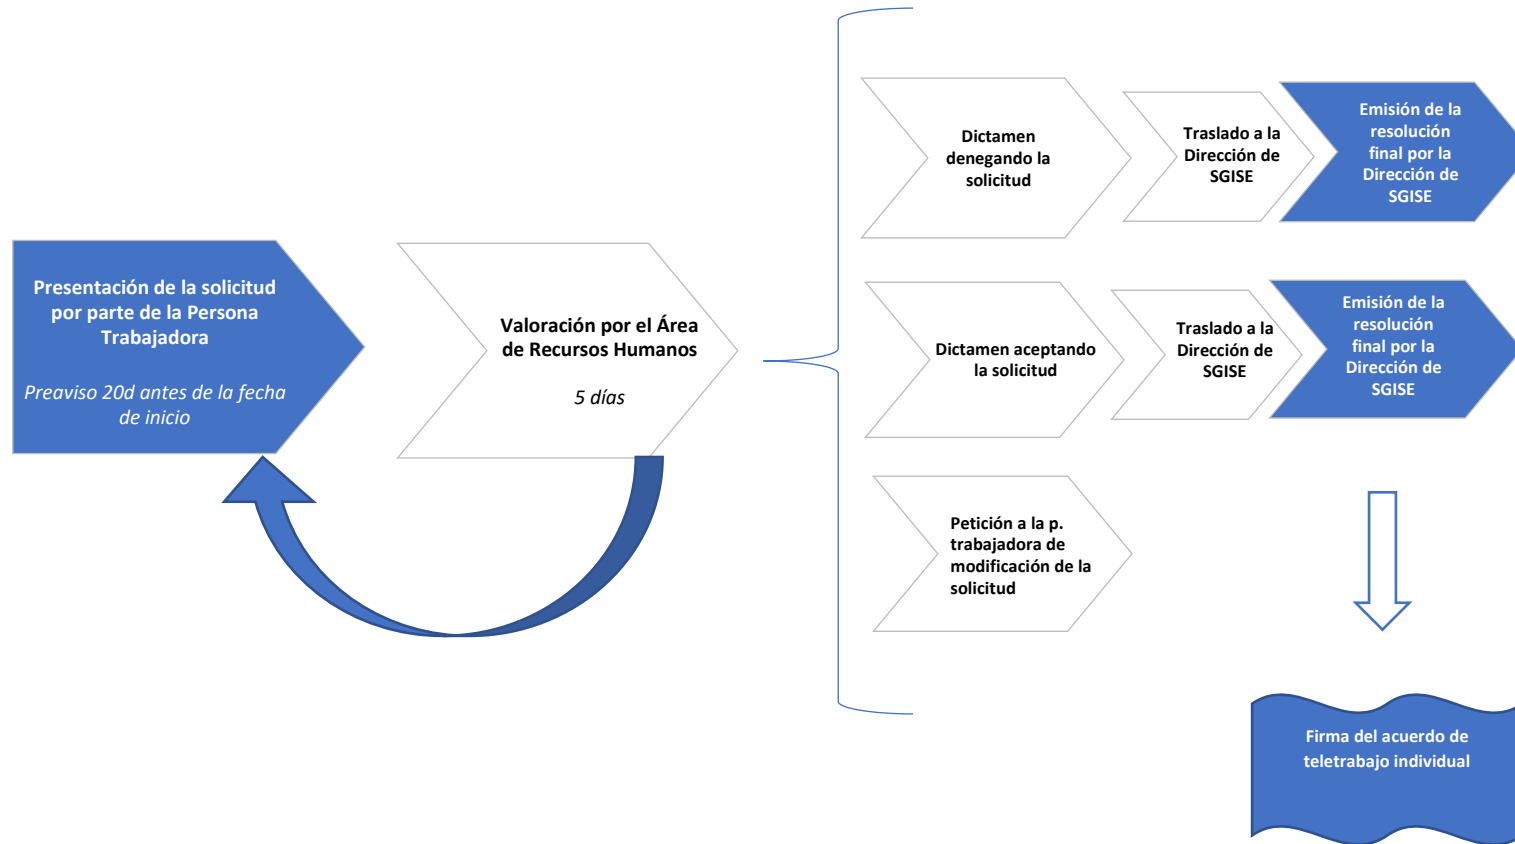 Presentación de la solicitud
por parte de la Persona
Trabajadora
Preaviso 20d antes de la fecha
de inicio
Valoración por el Área
de Recursos Humanos
5 días
Dictamen
denegando la
solicitud
Traslado a la
Dirección de
SGISE
Emisión de la
resolución
final por la
Dirección de
SGISE
Dictamen aceptando
la solicitud
Traslado a la
Dirección de
SGISE
Emisión de la
resolución
final por la
Dirección de
SGISE
Petición a la p.
trabajadora de
modificación de la
solicitud
Firma del acuerdo de
teletrabajo individual